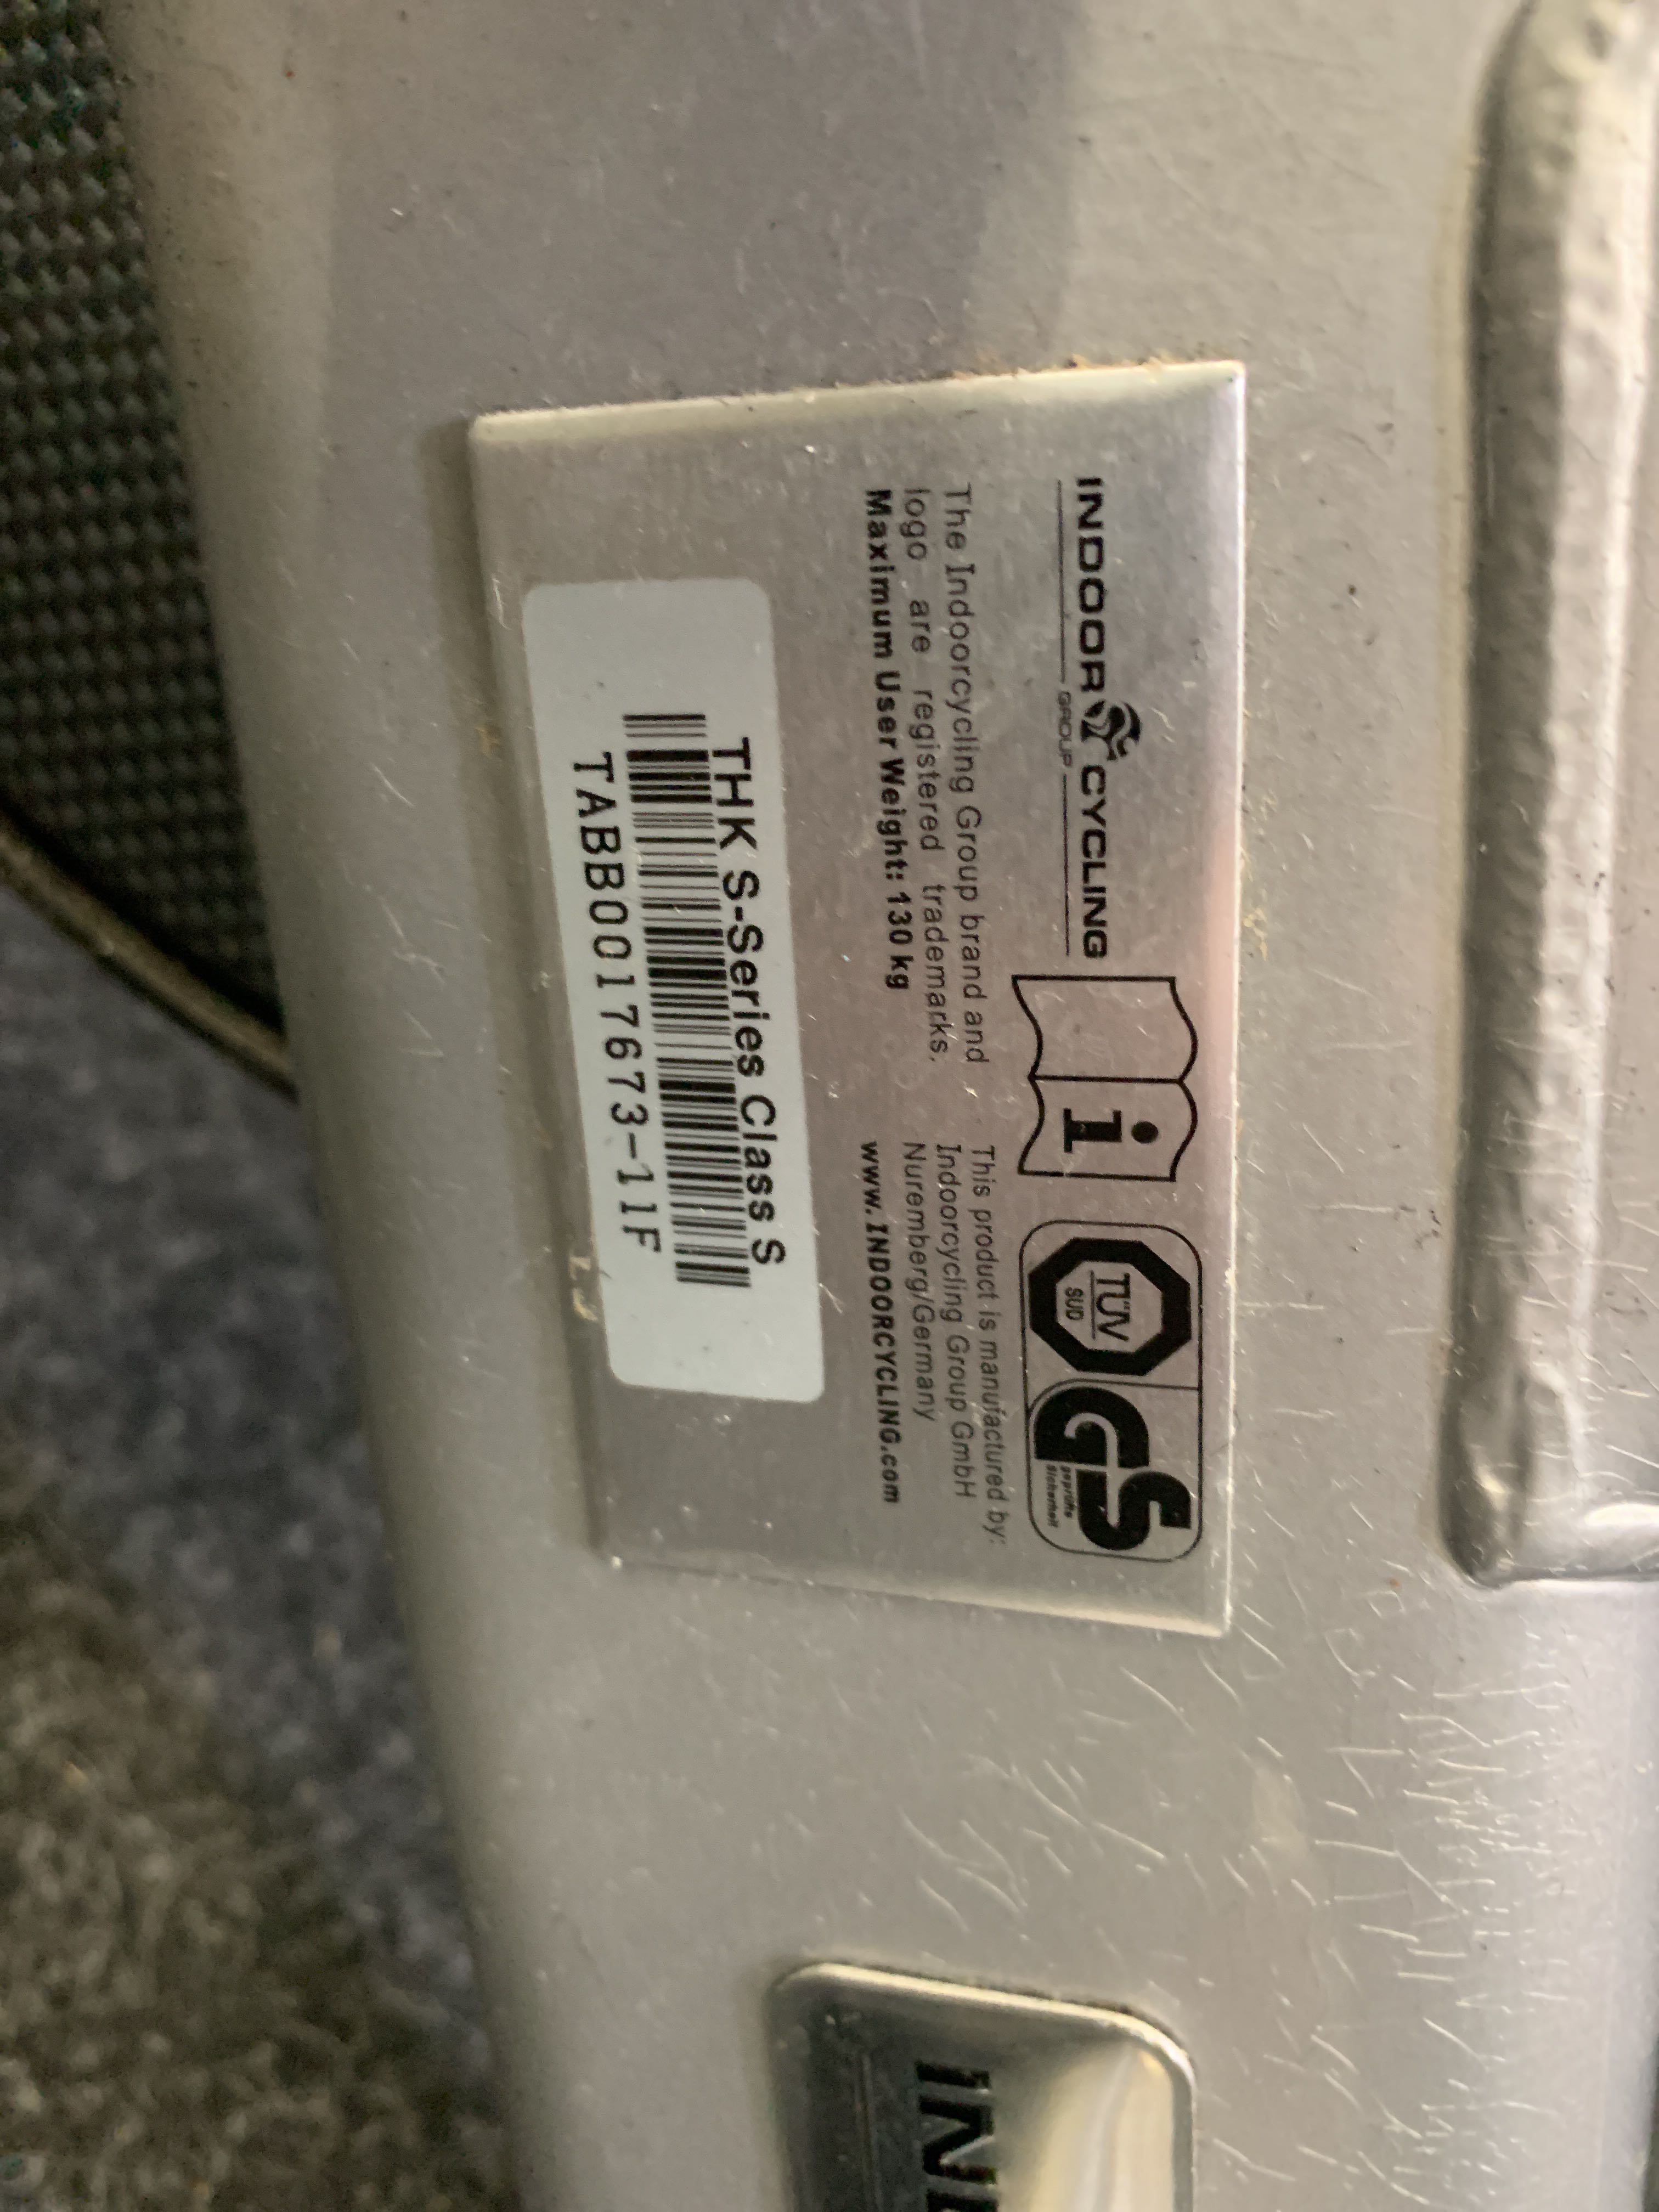 INDOOR CYCLING
GROUP
The Indoorcycling Group brand and
logo are registered trademarks.
Maximum User Weight: 130 kg
i
TÜV
SÜD
GS
geprüfte
Sicherheit
This product is manufactured by:
Indoorcycling Group GmbH
Nuremberg/Germany
www.INDOORCYCLING.com
THK S-Series Class S
TABB0017673-11F